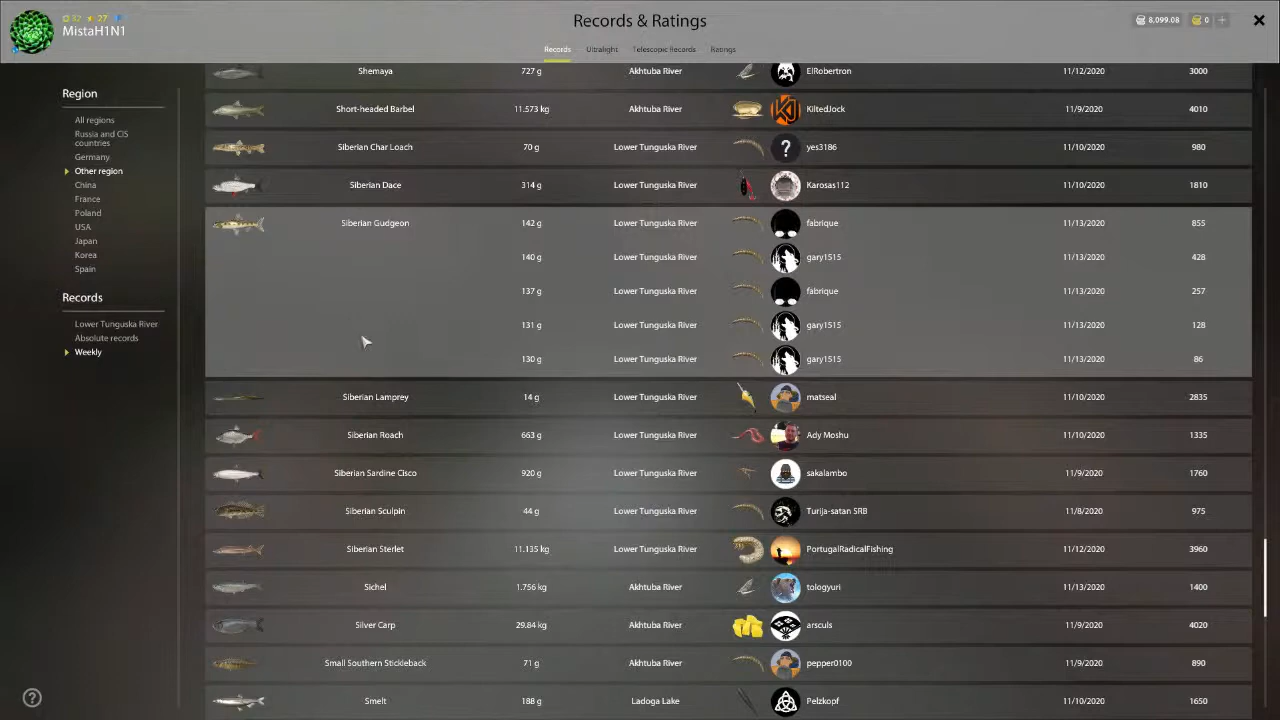 32 27
MistaH1N1
Records & Ratings
8,099.08 0
Records Ultralight Telescopic Records Ratings
Region
All regions
Russia and CIS
countries
Germany
Other region
China
France
Poland
USA
Japan
Korea
Spain
Records
Lower Tunguska River
Absolute records
Weekly
Shemaya 727 g Akhtuba River ElRobertron 11/12/2020 3000
Short-headed Barbel 11.573 kg Akhtuba River KiltedJock 11/9/2020 4010
Siberian Char Loach 70 g Lower Tunguska River ? yes3186 11/10/2020 980
Siberian Dace 314 g Lower Tunguska River Karosas112 11/10/2020 1810
Siberian Gudgeon 142 g Lower Tunguska River fabrique 11/13/2020 855
140 g Lower Tunguska River gary1515 11/13/2020 428
137 g Lower Tunguska River fabrique 11/13/2020 257
131 g Lower Tunguska River gary1515 11/13/2020 128
130 g Lower Tunguska River gary1515 11/13/2020 86
Siberian Lamprey 14 g Lower Tunguska River matseal 11/10/2020 2835
Siberian Roach 663 g Lower Tunguska River Ady Moshu 11/10/2020 1335
Siberian Sardine Cisco 920 g Lower Tunguska River sakalambo 11/9/2020 1760
Siberian Sculpin 44 g Lower Tunguska River Turija-satan SRB 11/8/2020 975
Siberian Sterlet 11.135 kg Lower Tunguska River PortugalRadicalFishing 11/12/2020 3960
Sichel 1.756 kg Akhtuba River tologyuri 11/13/2020 1400
Silver Carp 29.84 kg Akhtuba River arsculs 11/9/2020 4020
Small Southern Stickleback 71 g Akhtuba River pepper0100 11/9/2020 890
Smelt 188 g Ladoga Lake Pelzkopf 11/10/2020 1650
?